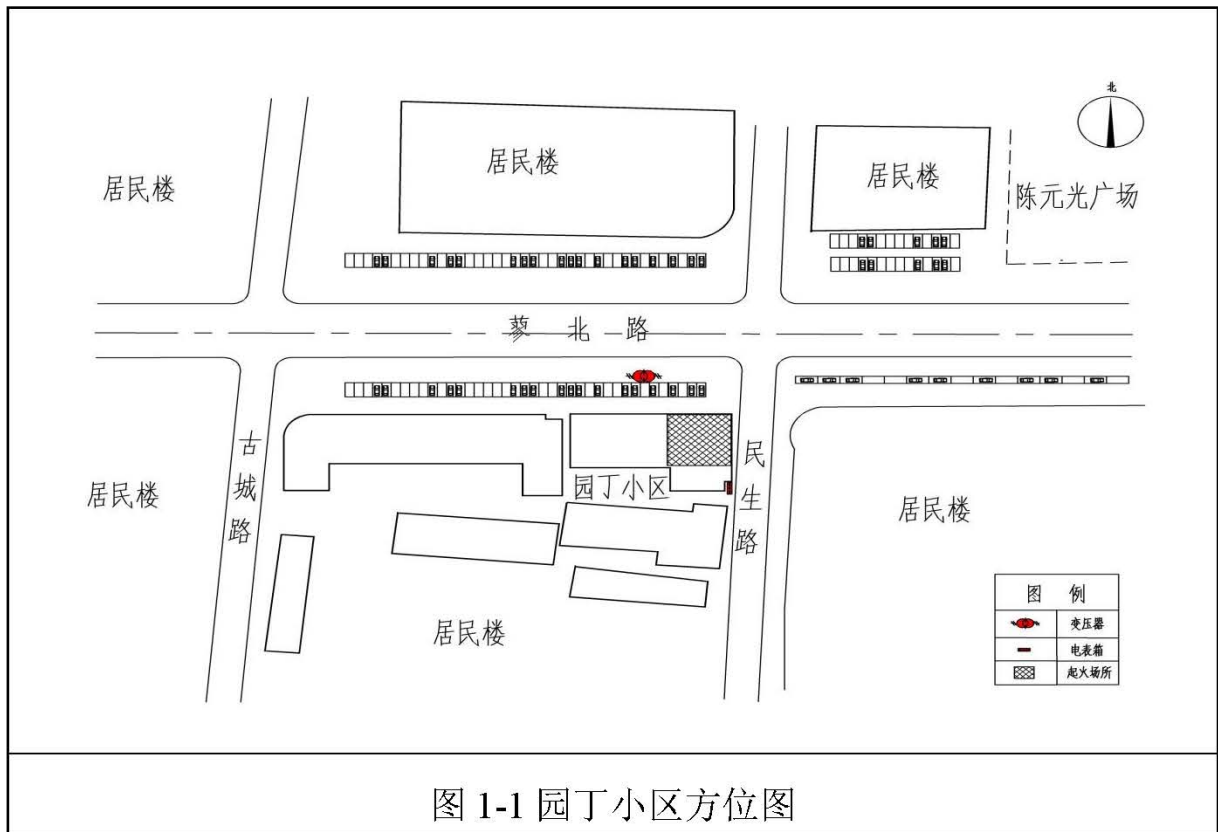 北
居民楼
居民楼
居民楼
陈元光广场
蓼北路
古城路
民生路
居民楼
园丁小区
居民楼
居民楼
图 例
变压器
电表箱
起火场所
图 1-1 园丁小区方位图